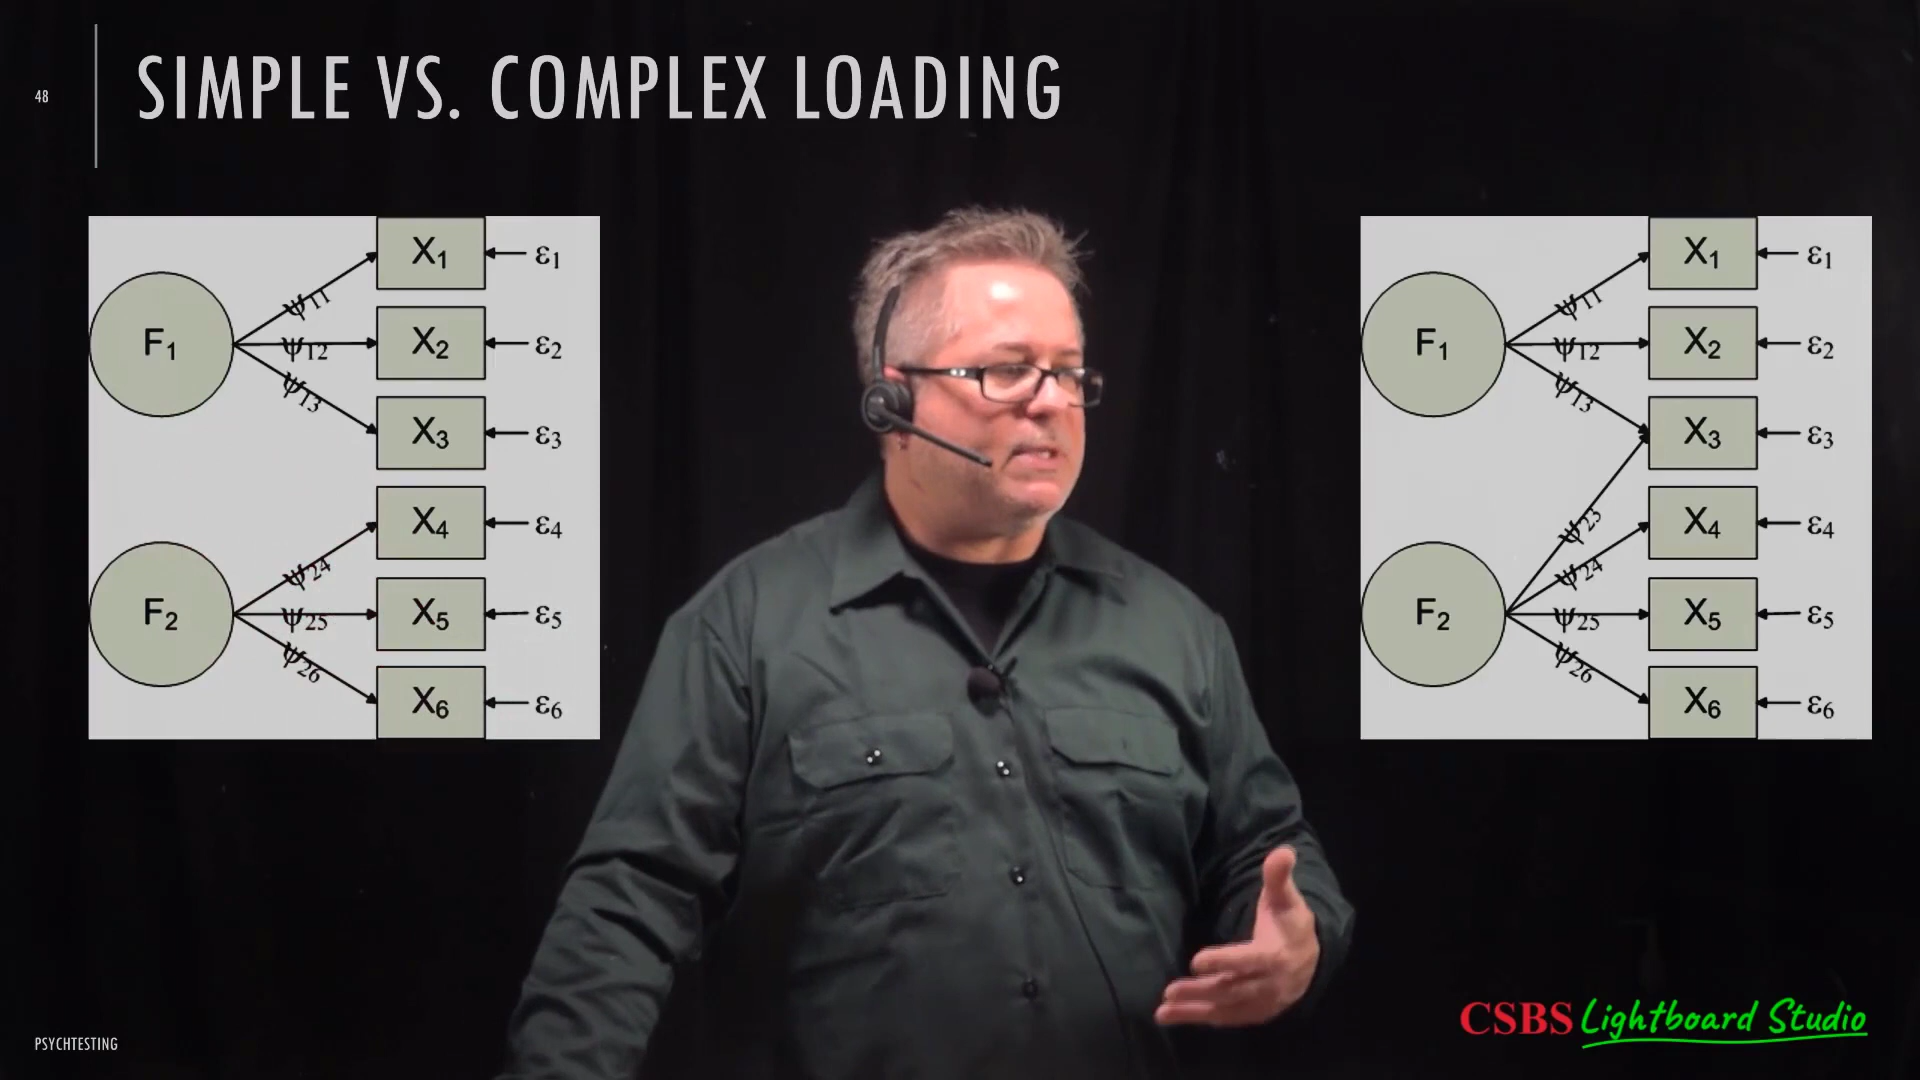 48
SIMPLE VS. COMPLEX LOADING
F1
F2
ψ11
ψ12
ψ13
ψ24
ψ25
ψ26
X1
X2
X3
X4
X5
X6
ε1
ε2
ε3
ε4
ε5
ε6
F1
F2
ψ11
ψ12
ψ13
ψ23
ψ24
ψ25
ψ26
X1
X2
X3
X4
X5
X6
ε1
ε2
ε3
ε4
ε5
ε6
PSYCHTESTING
CSBS Lightboard Studio